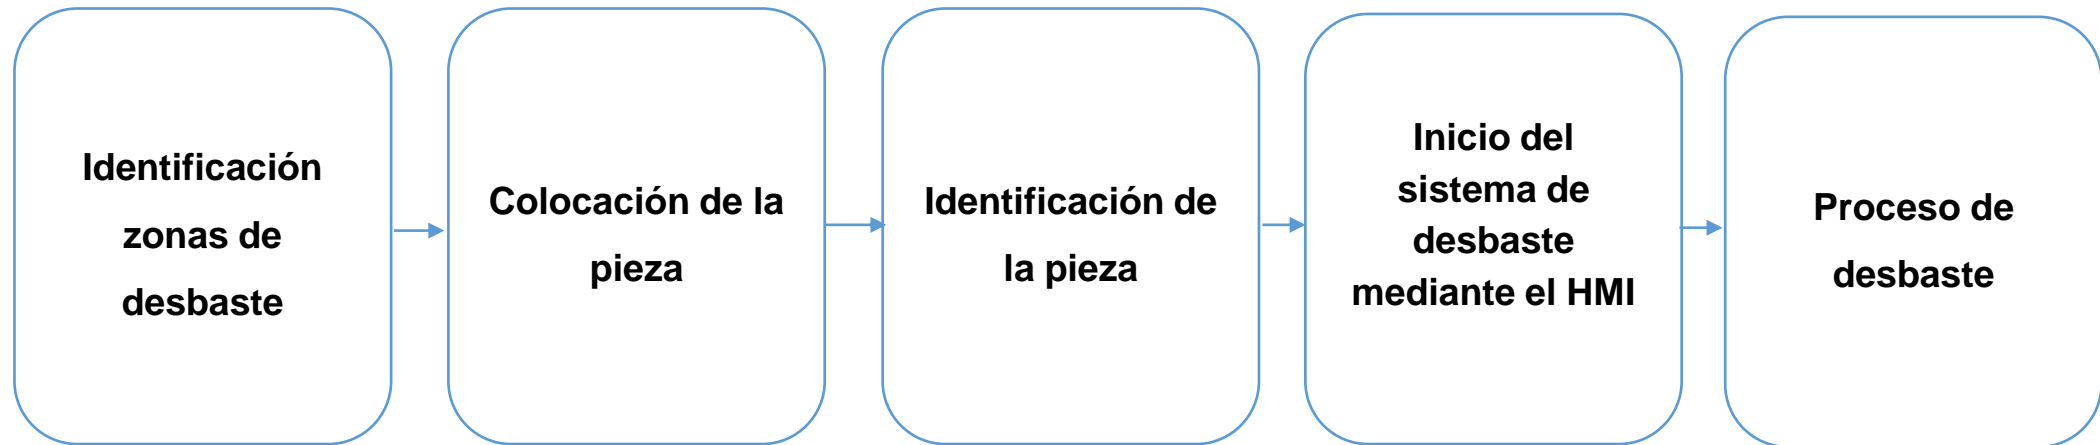 Identificación
zonas de
desbaste
Colocación de la
pieza
Identificación de
la pieza
Inicio del
sistema de
desbaste
mediante el HMI
Proceso de
desbaste